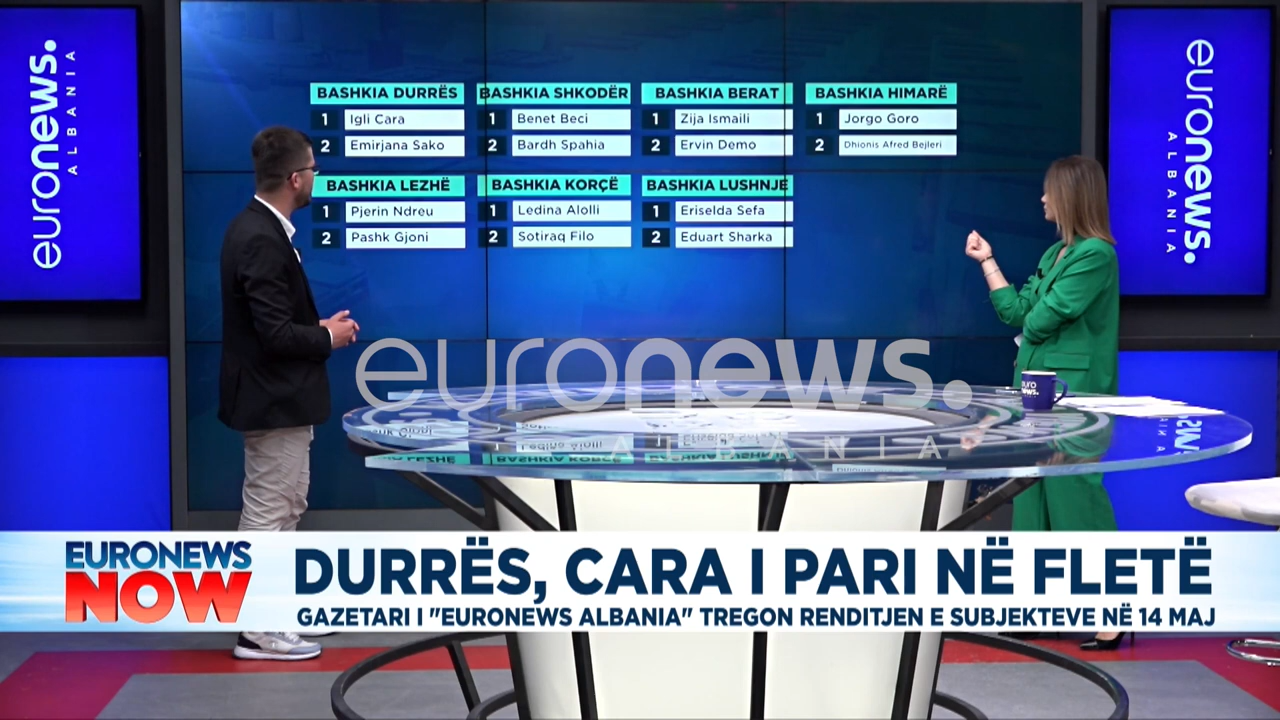 euronews.
ALBANIA
BASHKIA DURRËS
1 Igli Cara
2 Emirjana Sako
BASHKIA SHKODËR
1 Benet Beci
2 Bardh Spahia
BASHKIA BERAT
1 Zija Ismaili
2 Ervin Demo
BASHKIA HIMARË
1 Jorgo Goro
2 Dhionis Afred Bejleri
BASHKIA LEZHË
1 Pjerin Ndreu
2 Pashk Gjoni
BASHKIA KORÇË
1 Ledina Alolli
2 Sotiraq Filo
BASHKIA LUSHNJE
1 Eriselda Sefa
2 Eduart Sharka
euronews.
ALBANIA
euronews.
ALBANIA
euro
news.
EURONEWS
NOW
DURRËS, CARA I PARI NË FLETË
GAZETARI I "EURONEWS ALBANIA" TREGON RENDITJEN E SUBJEKTEVE NË 14 MAJ